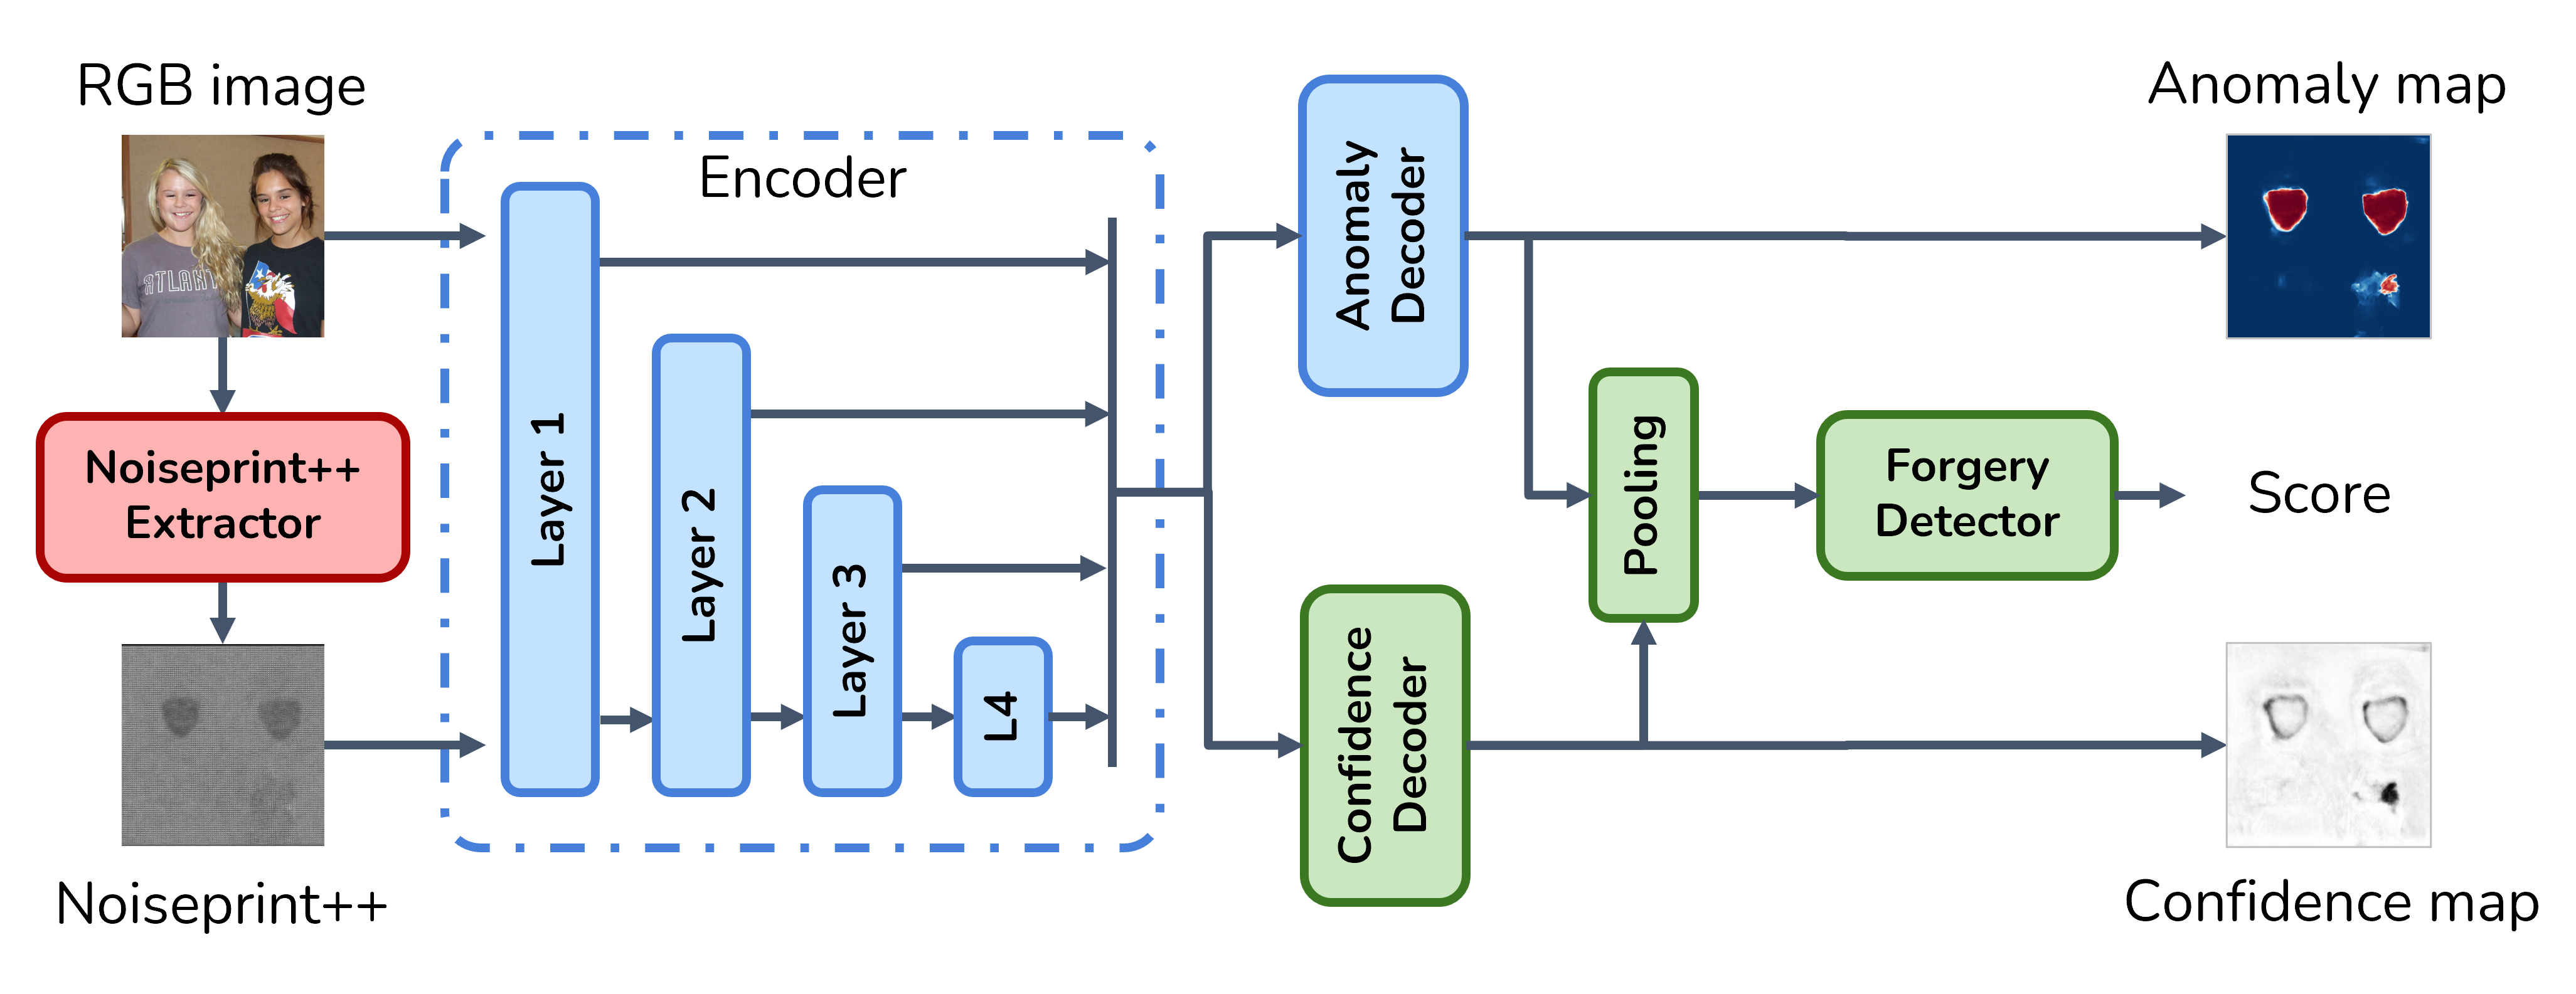 RGB image
ATLANT
Noiseprint++
Extractor
Noiseprint++
Encoder
Layer 1
Layer 2
Layer 3
L4
Anomaly
Decoder
Confidence
Decoder
Pooling
Forgery
Detector
Anomaly map
Score
Confidence map